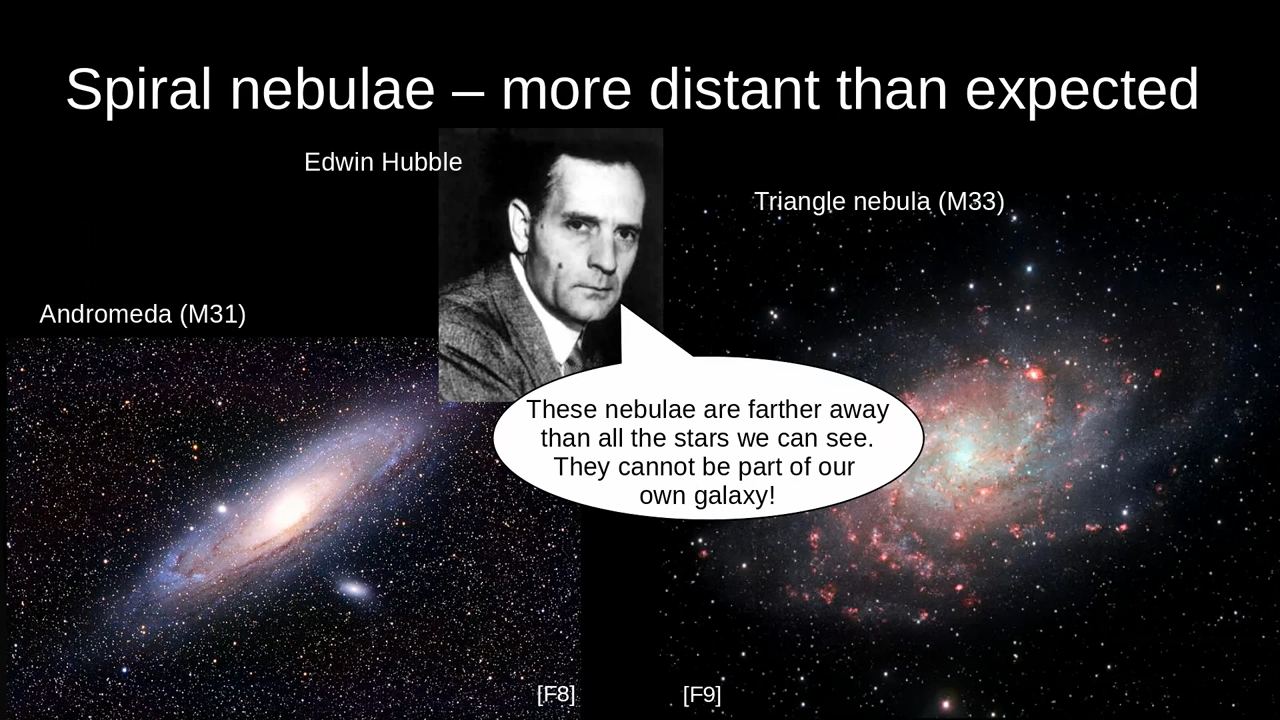 Spiral nebulae – more distant than expected
Edwin Hubble
Triangle nebula (M33)
Andromeda (M31)
These nebulae are farther away
than all the stars we can see.
They cannot be part of our
own galaxy!
[F8]
[F9]